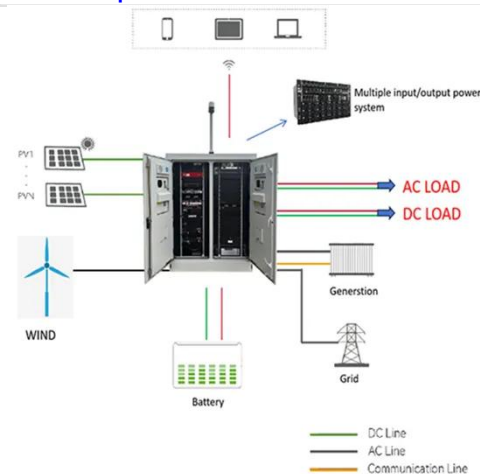 Multiple input/output power
system
PV1
PVN
AC LOAD
DC LOAD
Generstion
WIND
Grid
Battery
DC Line
AC Line
Communication Line